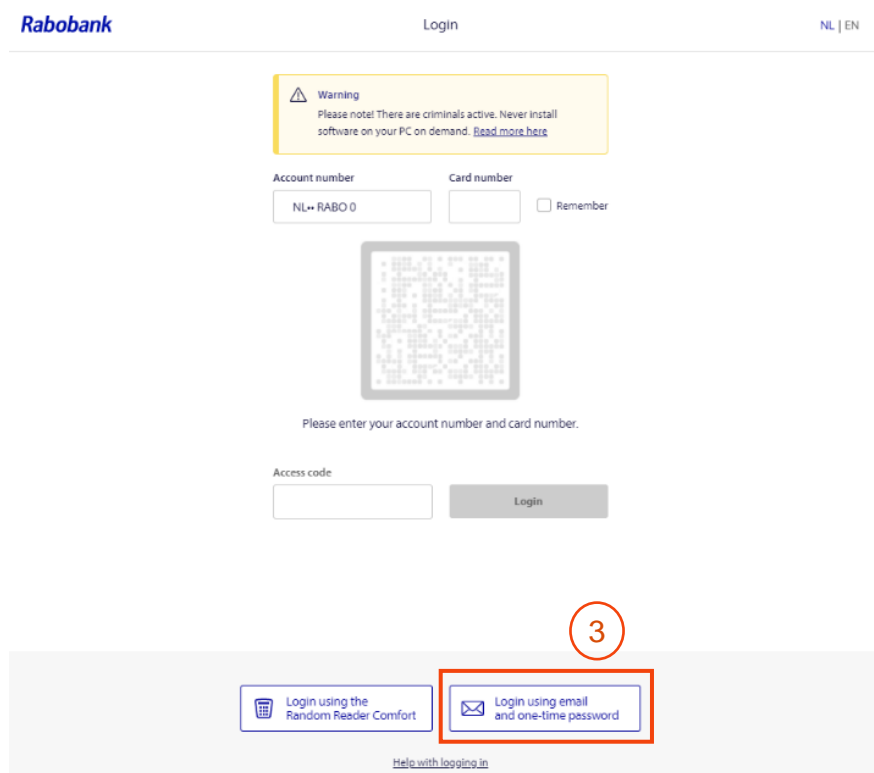 Rabobank
Login
NL | EN
Warning
Please note! There are criminals active. Never install
software on your PC on demand. Read more here
Account number
Card number
NL•• RABO 0
Remember
Please enter your account number and card number.
Access code
Login
3
Login using the
Random Reader Comfort
Login using email
and one-time password
Help with logging in